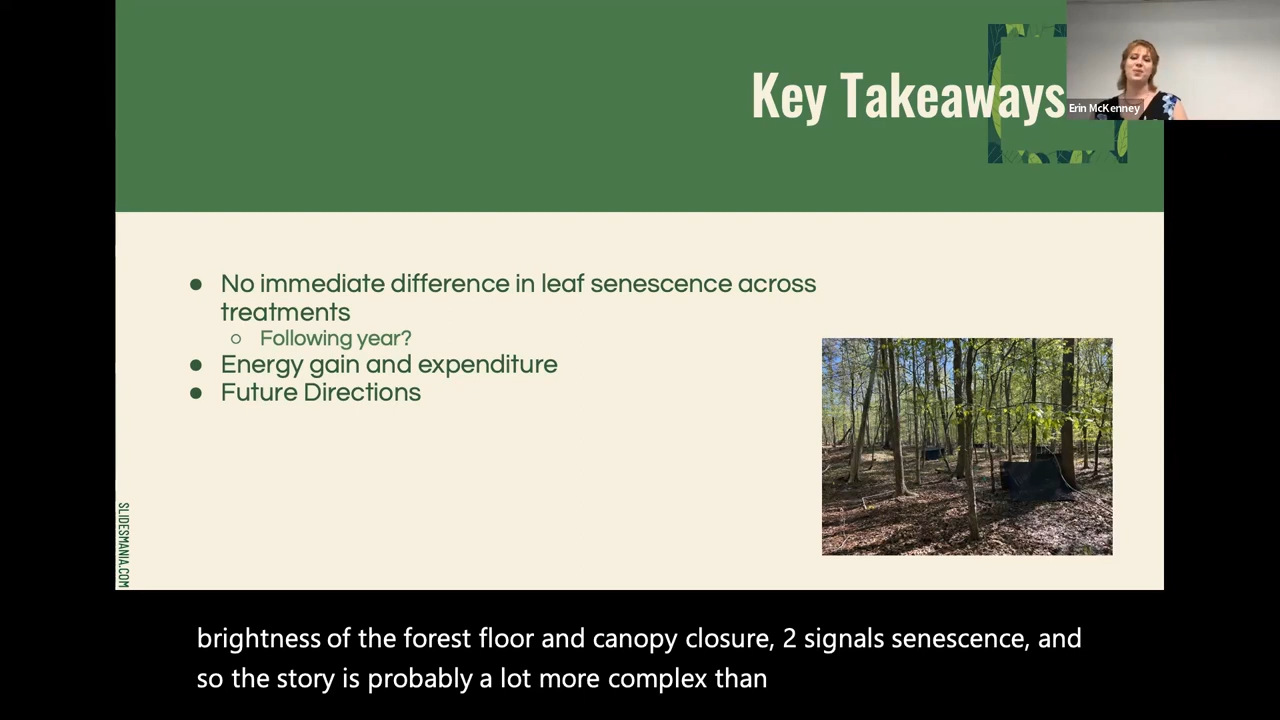 Key Takeaways
Erin McKenney
● No immediate difference in leaf senescence across
treatments
○ Following year?
● Energy gain and expenditure
● Future Directions
SLIDESMANIA.COM
brightness of the forest floor and canopy closure, 2 signals senescence, and
so the story is probably a lot more complex than